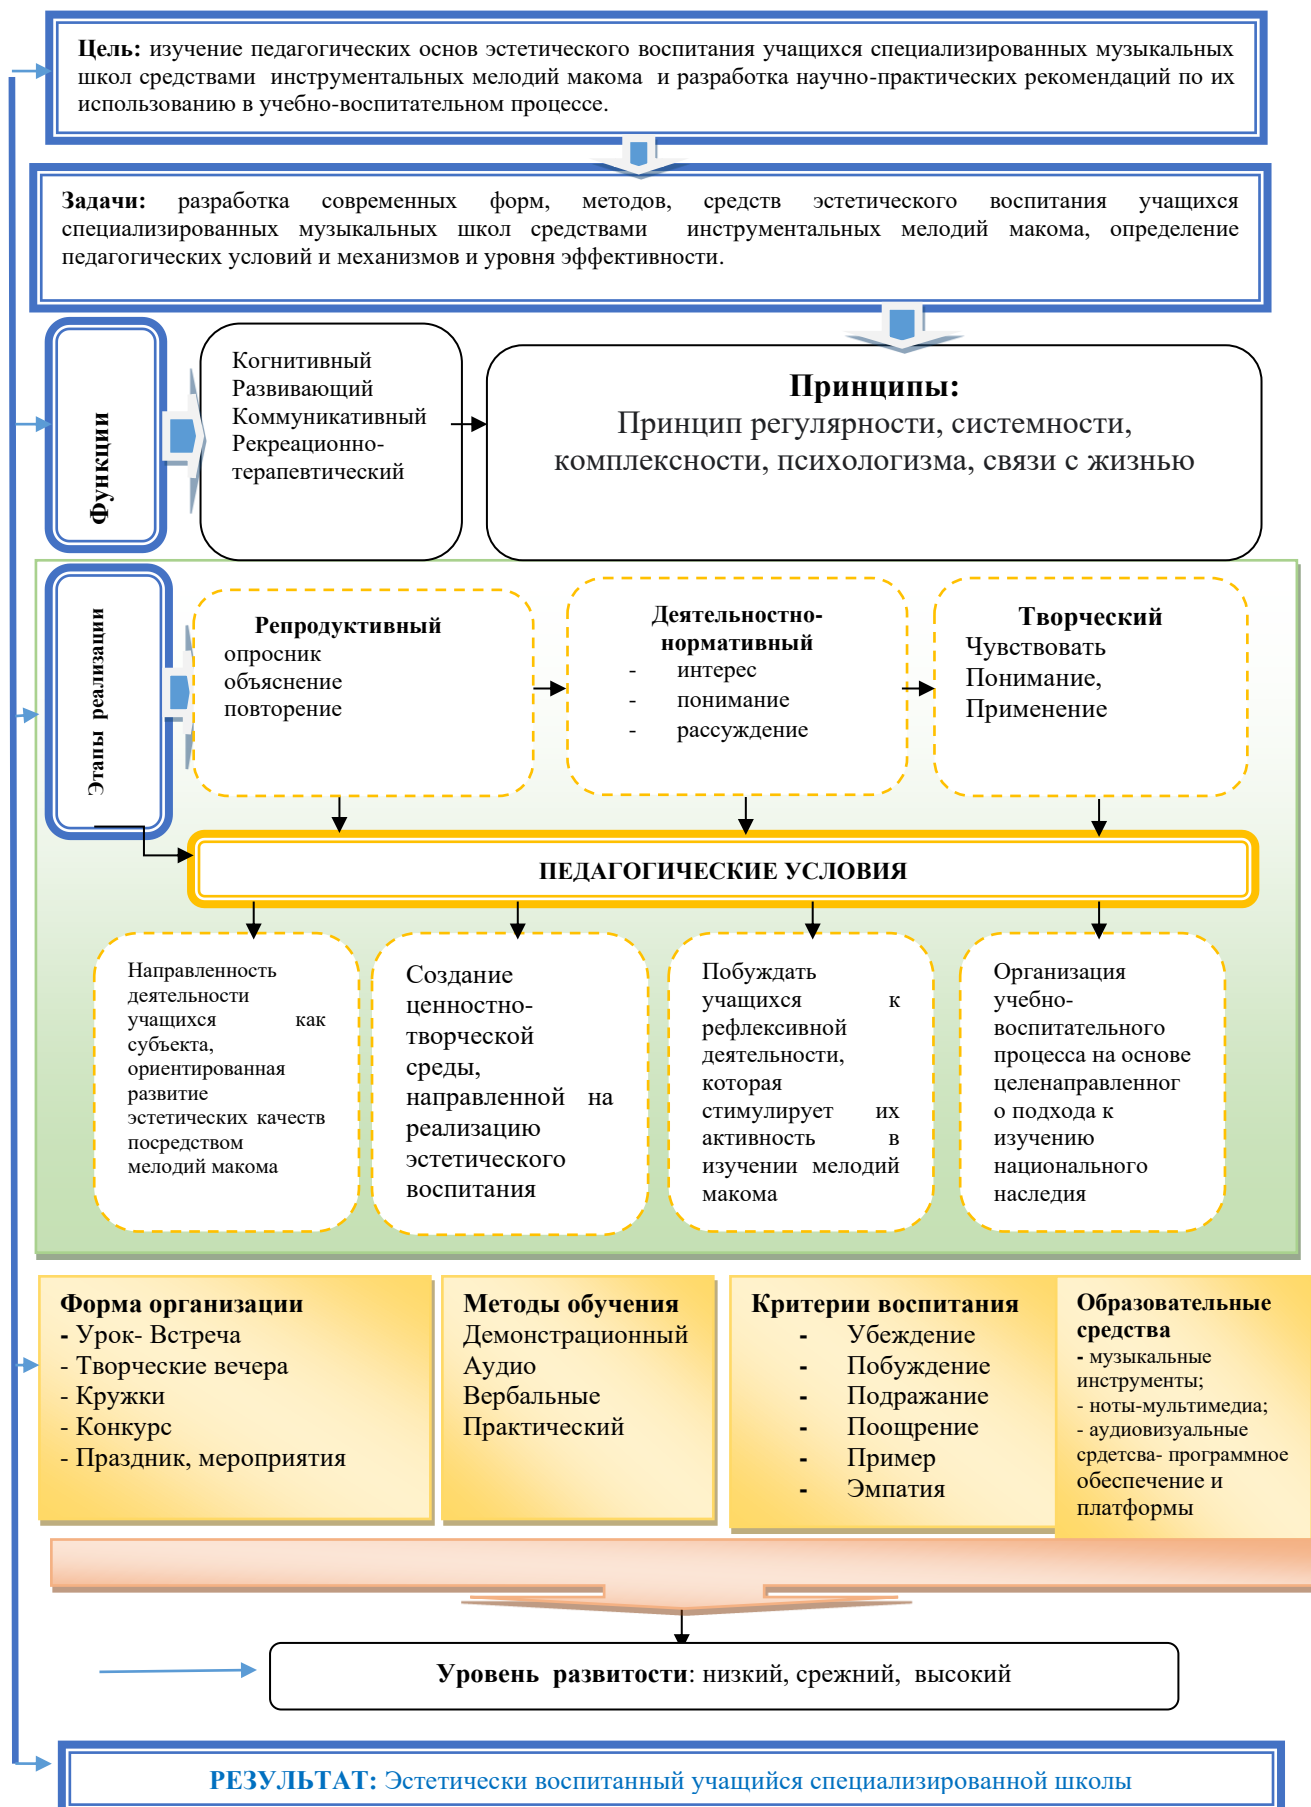 Цель: изучение педагогических основ эстетического воспитания учащихся специализированных музыкальных
школ средствами инструментальных мелодий макома и разработка научно-практических рекомендаций по их
использованию в учебно-воспитательном процессе.
Задачи: разработка современных форм, методов, средств эстетического воспитания учащихся
специализированных музыкальных школ средствами инструментальных мелодий макома, определение
педагогических условий и механизмов и уровня эффективности.
Функции
Когнитивный
Развивающий
Коммуникативный
Рекреационно-
терапевтический
Принципы:
Принцип регулярности, системности,
комплексности, психологизма, связи с жизнью
Этапы реализации
Репродуктивный
опросник
объяснение
повторение
Деятельностно-
нормативный
- интерес
- понимание
- рассуждение
Творческий
Чувствовать
Понимание,
Применение
ПЕДАГОГИЧЕСКИЕ УСЛОВИЯ
Направленность
деятельности
учащихся как
субъекта,
ориентированная
развитие
эстетических качеств
посредством
мелодий макома
Создание
ценностно-
творческой
среды,
направленной на
реализацию
эстетического
воспитания
Побуждать
учащихся к
рефлексивной
деятельности,
которая
стимулирует их
активность в
изучении мелодий
макома
Организация
учебно-
воспитательного
процесса на основе
целенаправленног
о подхода к
изучению
национального
наследия
Форма организации
- Урок- Встреча
- Творческие вечера
- Кружки
- Конкурс
- Праздник, мероприятия
Методы обучения
Демонстрационный
Аудио
Вербальные
Практический
Критерии воспитания
- Убеждение
- Побуждение
- Подражание
- Поощрение
- Пример
- Эмпатия
Образовательные
средства
- музыкальные
инструменты;
- ноты-мультимедиа;
- аудиовизуальные
срдетсва- программное
обеспечение и
платформы
Уровень развитости: низкий, срежний, высокий
РЕЗУЛЬТАТ: Эстетически воспитанный учащийся специализированной школы